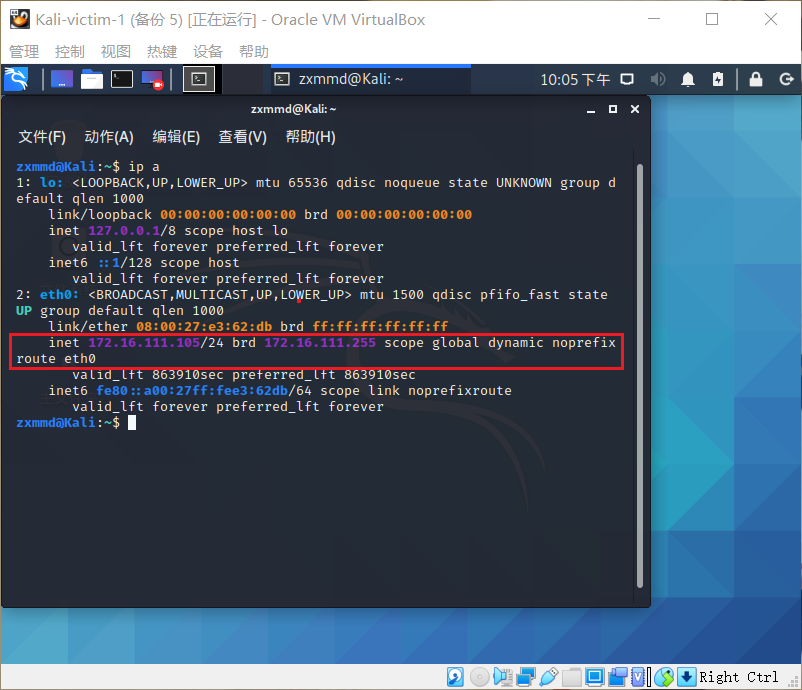 Kali-victim-1 (备份 5) [正在运行] - Oracle VM VirtualBox
管理 控制 视图 热键 设备 帮助
zxmmd@Kali: ~ 10:05 下午
zxmmd@Kali: ~
文件(F) 动作(A) 编辑(E) 查看(V) 帮助(H)
zxmmd@Kali:~$ ip a
1: lo: <LOOPBACK,UP,LOWER_UP> mtu 65536 qdisc noqueue state UNKNOWN group d
efault qlen 1000
link/loopback 00:00:00:00:00:00 brd 00:00:00:00:00:00
inet 127.0.0.1/8 scope host lo
valid_lft forever preferred_lft forever
inet6 ::1/128 scope host
valid_lft forever preferred_lft forever
2: eth0: <BROADCAST,MULTICAST,UP,LOWER_UP> mtu 1500 qdisc pfifo_fast state
UP group default qlen 1000
link/ether 08:00:27:e3:62:db brd ff:ff:ff:ff:ff:ff
inet 172.16.111.105/24 brd 172.16.111.255 scope global dynamic noprefix
route eth0
valid_lft 863910sec preferred_lft 863910sec
inet6 fe80::a00:27ff:fee3:62db/64 scope link noprefixroute
valid_lft forever preferred_lft forever
zxmmd@Kali:~$
Right Ctrl